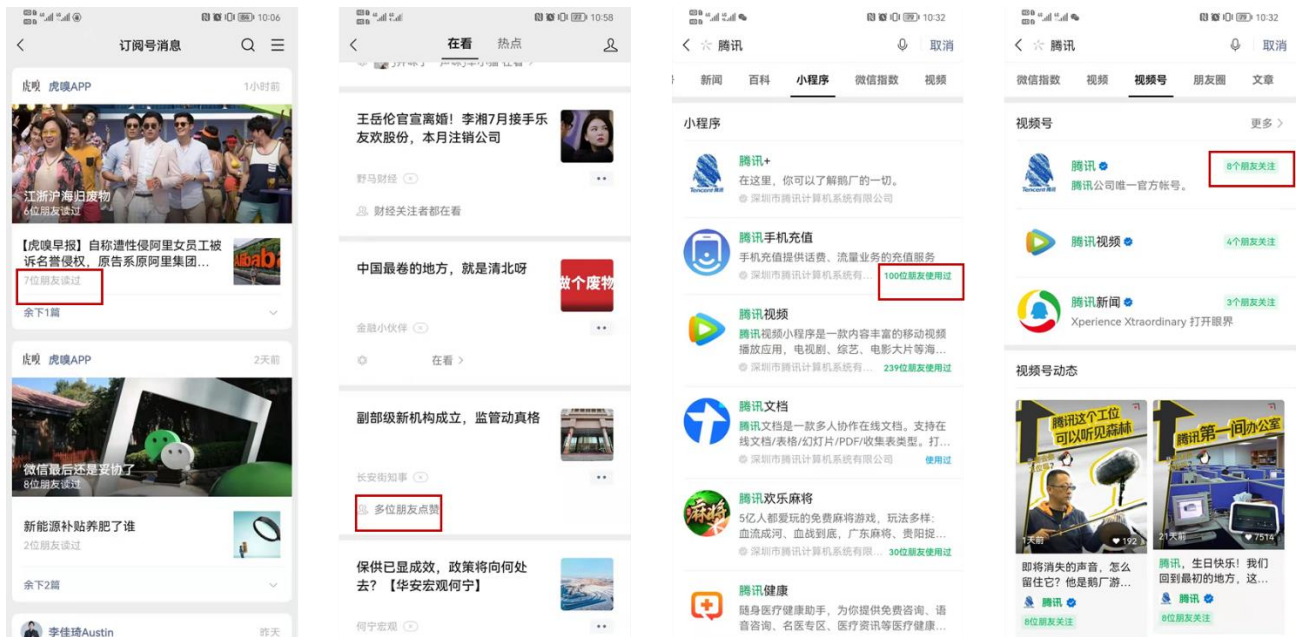 10:06
订阅号消息
虎嗅 虎嗅APP
1小时前
江浙沪海归废物
6位朋友读过
【虎嗅早报】自称遭性侵阿里女员工被
诉名誉侵权，原告系原阿里集团...
7位朋友读过
余下1篇
虎嗅 虎嗅APP
2天前
微信最后还是妥协了
8位朋友读过
新能源补贴养肥了谁
2位朋友读过
余下2篇
李佳琦Austin
昨天
10:58
在看 热点
王岳伦官宣离婚！李湘7月接手乐
友欢股份，本月注销公司
野马财经
财经关注者都在看
中国最卷的地方，就是清北呀
做个废物
金融小伙伴
在看
副部级新机构成立，监管动真格
长安街知事
多位朋友点赞
保供已显成效，政策将向何处
去？【华安宏观何宁】
何宁宏观
10:32
腾讯
取消
新闻 百科 小程序 微信指数 视频
小程序
腾讯+
在这里，你可以了解鹅厂的一切。
深圳市腾讯计算机系统有限公司
Tencent 腾讯
腾讯手机充值
手机充值提供话费、流量业务的充值服务
深圳市腾讯计算机系统有... 100位朋友使用过
腾讯视频
腾讯视频小程序是一款内容丰富的移动视频
播放应用，电视剧、综艺、电影大片等海...
深圳市腾讯计算机系统有... 239位朋友使用过
腾讯文档
腾讯文档是一款多人协作在线文档。支持在
线文档/表格/幻灯片/PDF/收集表类型。打...
深圳市腾讯计算机系统有限公司 使用过
腾讯欢乐麻将
麻将
5亿人都爱玩的免费麻将游戏，玩法多样：
血流成河、血战到底，广东麻将、贵阳捉...
深圳市腾讯计算机系统有限... 30位朋友使用过
腾讯健康
随身医疗健康助手，为你提供免费咨询、语
音咨询、名医专区、医疗资讯等医疗健康...
10:32
腾讯
取消
微信指数 视频 视频号 朋友圈 文章
视频号
更多
腾讯
8个朋友关注
腾讯公司唯一官方帐号。
Tencent 腾讯
腾讯视频
4个朋友关注
腾讯新闻
3个朋友关注
Xperience Xtraordinary 打开眼界
视频号动态
腾讯这个工位
可以听见森林
1天前
192
即将消失的声音，怎么
留住它？他是鹅厂游...
腾讯
8位朋友关注
腾讯第一间办公室
21天前
7514
腾讯，生日快乐！我们
回到最初的地方，这...
腾讯
8位朋友关注